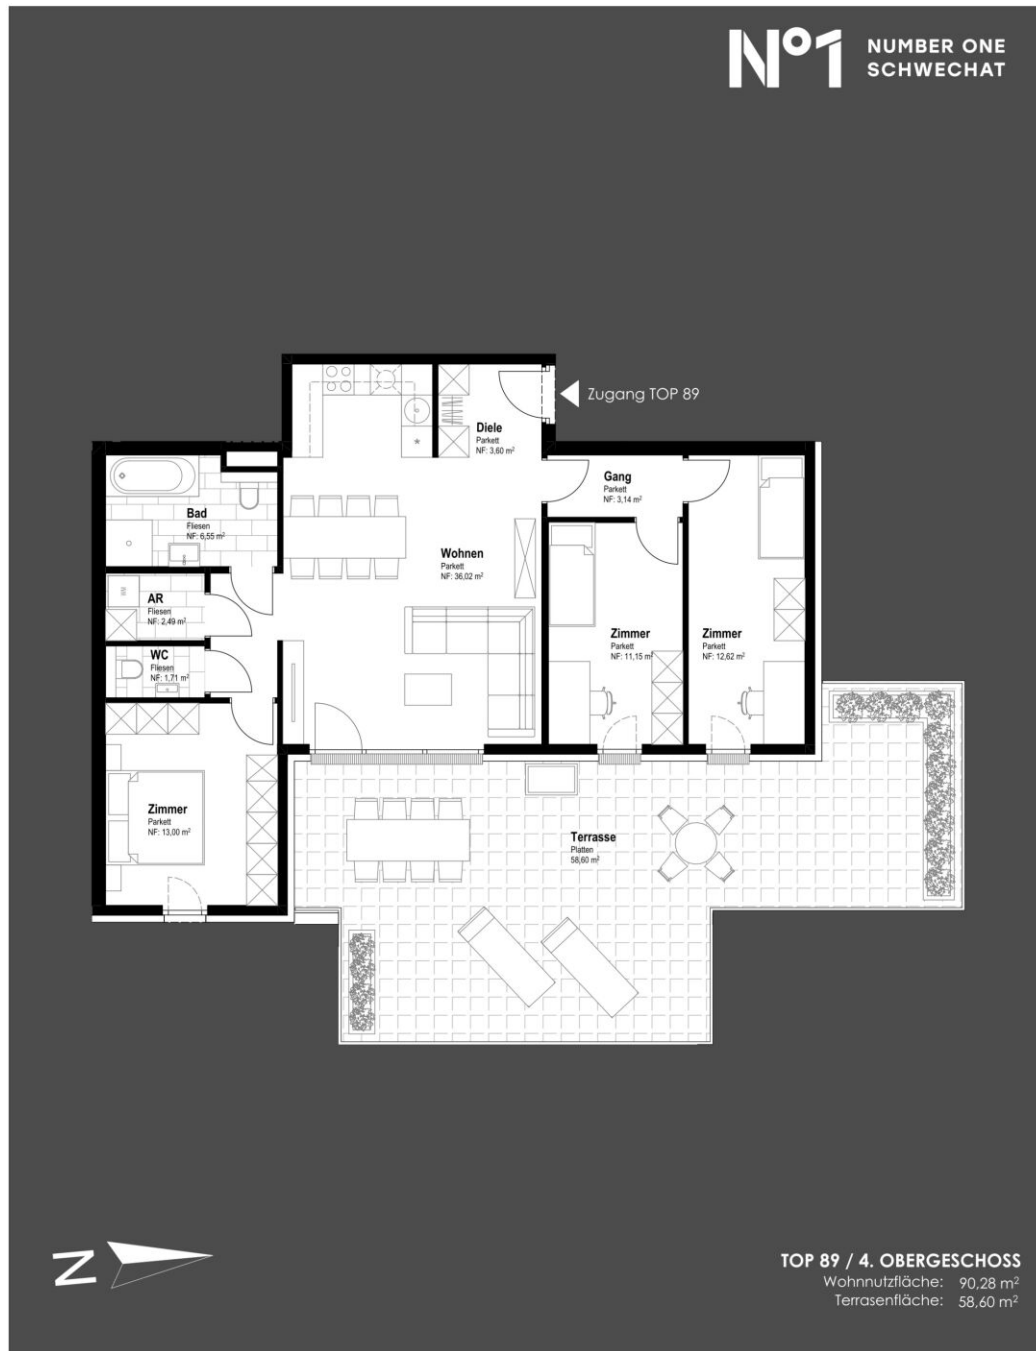 Nº1
NUMBER ONE
SCHWECHAT
Zugang TOP 89
Diele
Parkett
NF: 3,60 m²
Gang
Parkett
NF: 3,14 m²
Bad
Fliesen
NF: 6,55 m²
Wohnen
Parkett
NF: 36,02 m²
AR
Fliesen
NF: 2,49 m²
Zimmer
Parkett
NF: 11,15 m²
Zimmer
Parkett
NF: 12,62 m²
WC
Fliesen
NF: 1,71 m²
Zimmer
Parkett
NF: 13,00 m²
Terrasse
Platten
58,60 m²
N
TOP 89 / 4. OBERGESCHOSS
Wohnnutzfläche: 90,28 m²
Terrasenfläche: 58,60 m²